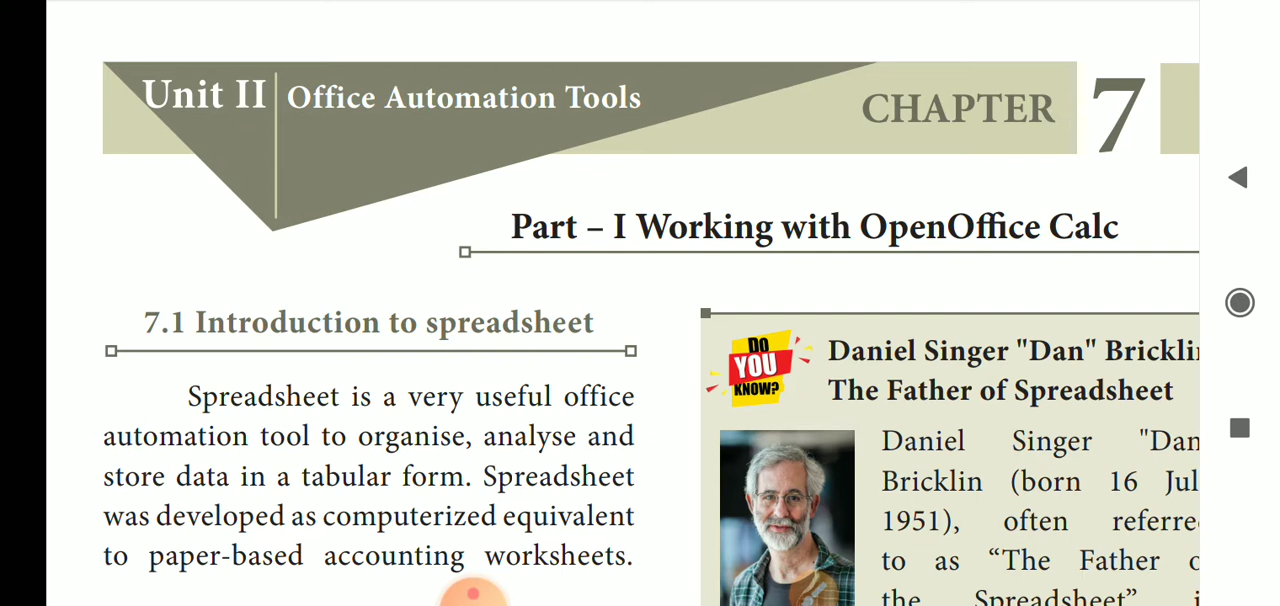 Unit II
Office Automation Tools
CHAPTER 7
Part – I Working with OpenOffice Calc
7.1 Introduction to spreadsheet
Spreadsheet is a very useful office
automation tool to organise, analyse and
store data in a tabular form. Spreadsheet
was developed as computerized equivalent
to paper-based accounting worksheets.
DO
YOU
KNOW?
Daniel Singer "Dan"
The Father of Spreadsheet
Daniel Singer "Dan
Bricklin (born 16
1951), often
to as “The Father
the Spreadsheet”